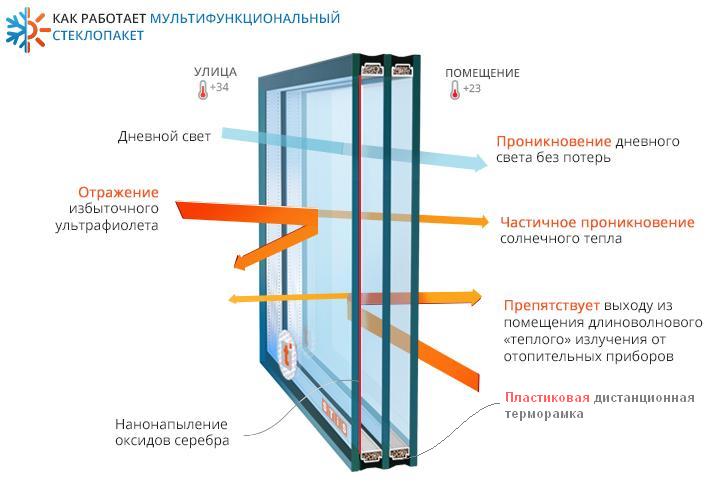 КАК РАБОТАЕТ МУЛЬТИФУНКЦИОНАЛЬНЫЙ
СТЕКЛОПАКЕТ
УЛИЦА
+34
ПОМЕЩЕНИЕ
+23
Дневной свет
Проникновение дневного
света без потерь
Отражение
избыточного
ультрафиолета
Частичное проникновение
солнечного тепла
Препятствует выходу из
помещения длиноволнового
«теплого» излучения от
отопительных приборов
Пластиковая дистанционная
терморамка
Нанонапыление
оксидов серебра